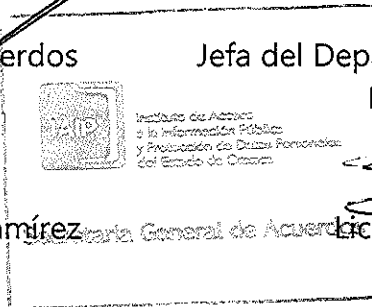 erdos Jefa del Dep
IAIP
Instituto de Acceso
a la Información Pública
y Protección de Datos Personales
del Estado de Oaxaca
mírez Secretaría General de Acuerdos Lic